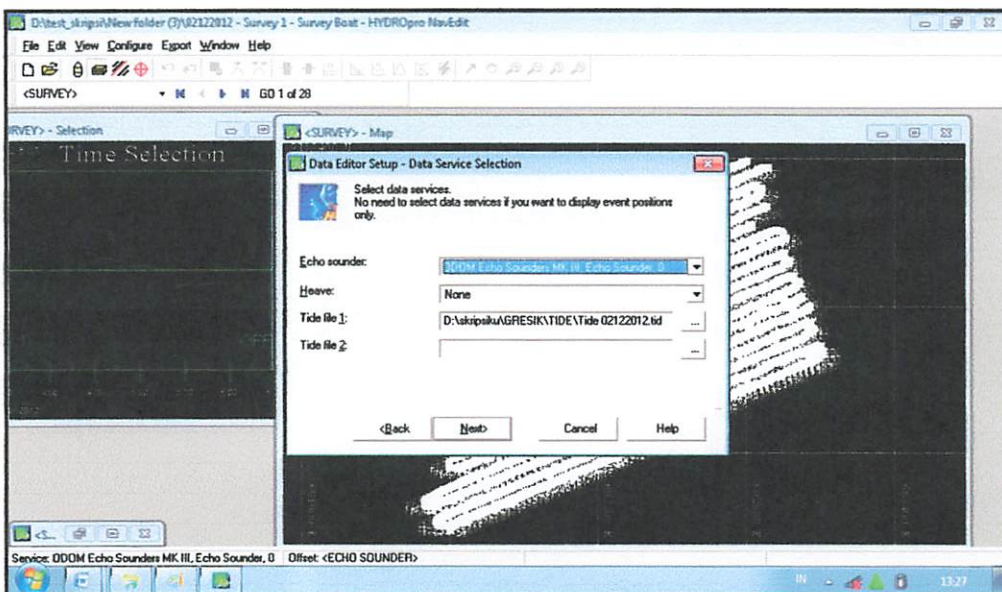 D:\test_skripsi\New folder (3)\02122012 - Survey 1 - Survey Boat - HYDROpro NavEdit
File Edit View Configure Export Window Help
<SURVEY> GO 1 of 28
RVEY> - Selection
Time Selection
<SURVEY> - Map
Data Editor Setup - Data Service Selection
Select data services.
No need to select data services if you want to display event positions
only.
Echo sounder: ODOM Echo Sounders MK III, Echo Sounder, 0
Heave: None
Tide file 1: D:\skripsiku\GRESIK\TIDE\Tide 02122012.tid ...
Tide file 2: ...
<Back Next> Cancel Help
<S...
Service: ODOM Echo Sounders MK III, Echo Sounder, 0 Offset: <ECHO SOUNDER>
IN 13:27